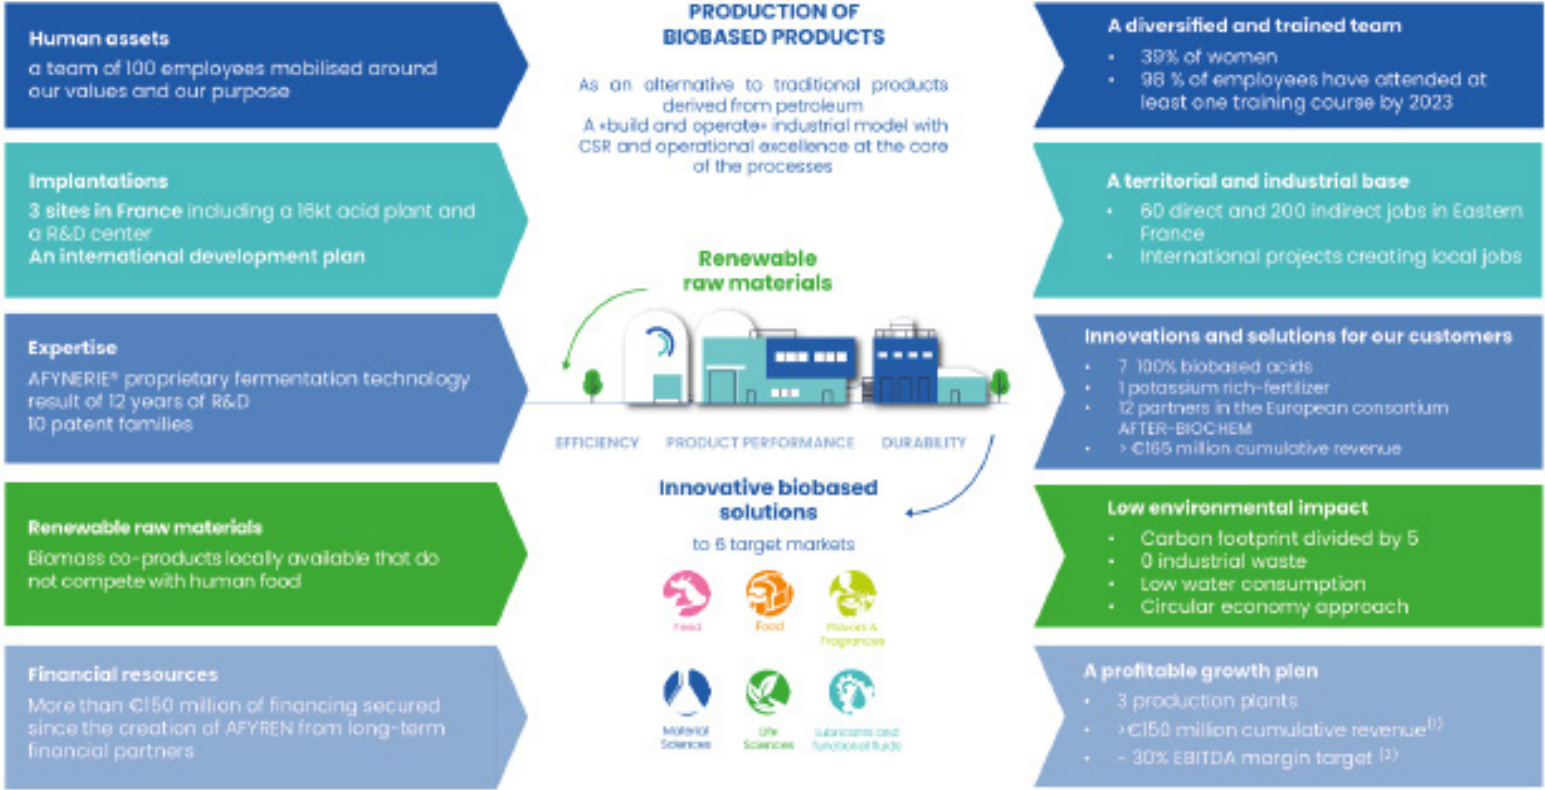 Human assets
a team of 100 employees mobilised around
our values and our purpose
Implantations
3 sites in France including a 16kt acid plant and
a R&D center
An international development plan
Expertise
AFYNERIE® proprietary fermentation technology
result of 12 years of R&D
10 patent families
Renewable raw materials
Biomass co-products locally available that do
not compete with human food
Financial resources
More than €150 million of financing secured
since the creation of AFYREN from long-term
financial partners
PRODUCTION OF
BIOBASED PRODUCTS
As an alternative to traditional products
derived from petroleum
A «build and operate» industrial model with
CSR and operational excellence at the core
of the processes
Renewable
raw materials
EFFICIENCY PRODUCT PERFORMANCE DURABILITY
Innovative biobased
solutions
to 6 target markets
Feed
Food
Flavors &
Fragrances
Material
Sciences
Life
Sciences
Lubricants and
functional fluids
A diversified and trained team
• 39% of women
• 98 % of employees have attended at
least one training course by 2023
A territorial and industrial base
• 60 direct and 200 indirect jobs in Eastern
France
• International projects creating local jobs
Innovations and solutions for our customers
• 7 100% biobased acids
• 1 potassium rich-fertilizer
• 12 partners in the European consortium
AFTER-BIOCHEM
• > €165 million cumulative revenue
Low environmental impact
• Carbon footprint divided by 5
• 0 industrial waste
• Low water consumption
• Circular economy approach
A profitable growth plan
• 3 production plants
• >€150 million cumulative revenue(1)
• ~ 30% EBITDA margin target (2)